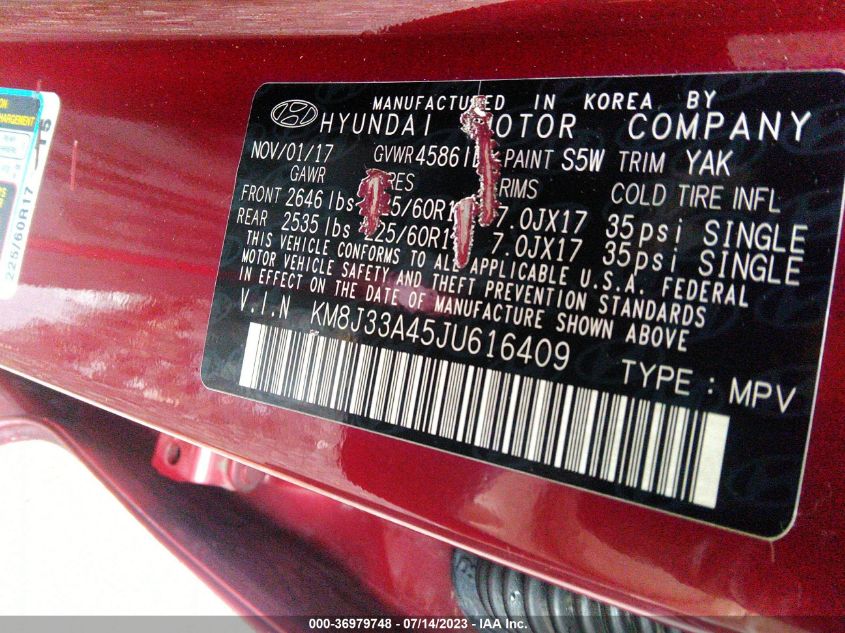 MANUFACTURED IN KOREA BY
HYUNDAI MOTOR COMPANY
NOV/01/17 GVWR 4586 lb PAINT S5W TRIM YAK
GAWR RIMS COLD TIRE INFL
FRONT 2646 lbs 7.0JX17 35psi SINGLE
REAR 2535 lbs 7.0JX17 35psi SINGLE
THIS VEHICLE CONFORMS TO ALL APPLICABLE U.S.A. FEDERAL
MOTOR VEHICLE SAFETY AND THEFT PREVENTION STANDARDS
IN EFFECT ON THE DATE OF MANUFACTURE SHOWN ABOVE
V.I.N KM8J33A45JU616409
TYPE : MPV
225/60R17
000-36979748 / 07/14/2023 - IAA Inc.